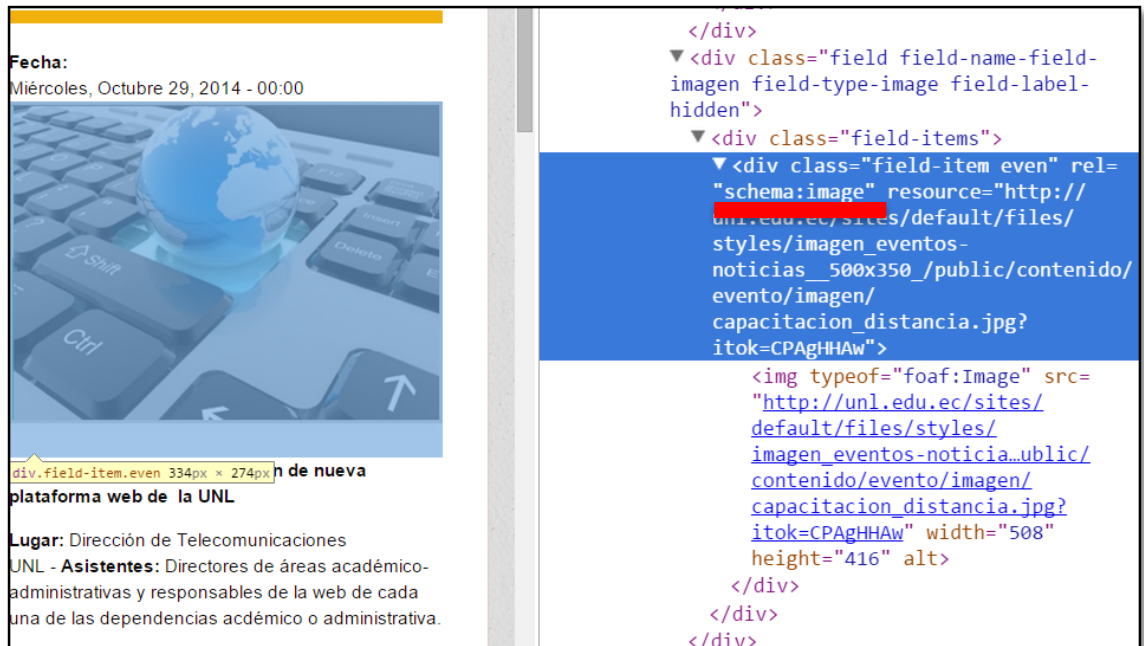 Fecha:
Miércoles, Octubre 29, 2014 - 00:00
Insert
Delete
Shift
Ctrl
div.field-item.even 334px × 274px
n de nueva
plataforma web de la UNL
Lugar: Dirección de Telecomunicaciones
UNL - Asistentes: Directores de áreas académico-
administrativas y responsables de la web de cada
una de las dependencias acdémico o administrativa.
</div>
<div class="field field-name-field-
imagen field-type-image field-label-
hidden">
<div class="field-items">
<div class="field-item even" rel=
"schema:image" resource="http://
unl.edu.ec/sites/default/files/
styles/imagen_eventos-
noticias__500x350_/public/contenido/
evento/imagen/
capacitacion_distancia.jpg?
itok=CPAgHHAw">
<img typeof="foaf:Image" src=
"http://unl.edu.ec/sites/
default/files/styles/
imagen_eventos-noticia…ublic/
contenido/evento/imagen/
capacitacion_distancia.jpg?
itok=CPAgHHAw" width="508"
height="416" alt>
</div>
</div>
</div>